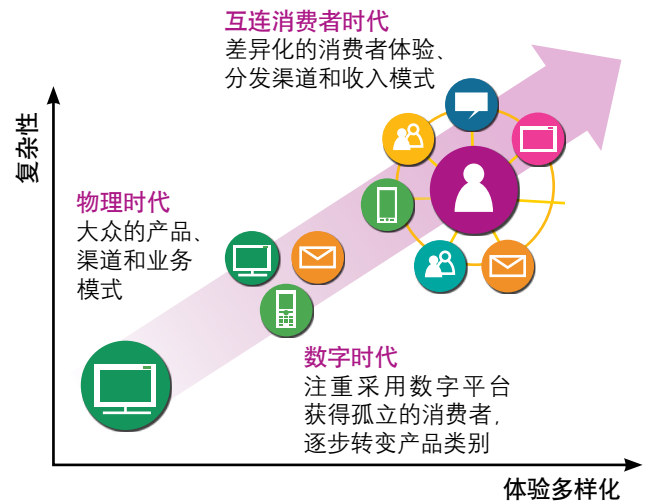 互连消费者时代
差异化的消费者体验、
分发渠道和收入模式
复杂性
物理时代
大众的产品、
渠道和业务
模式
数字时代
注重采用数字平台
获得孤立的消费者,
逐步转变产品类别
体验多样化